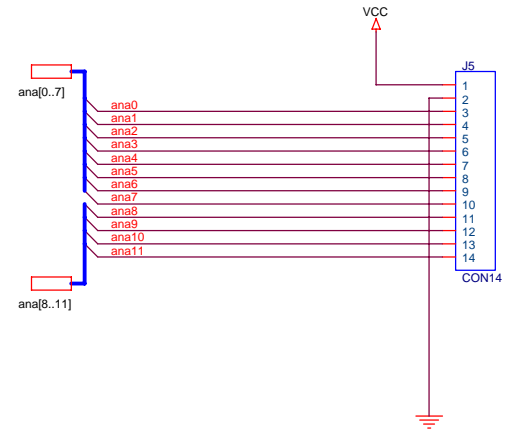 VCC
J5
ana[0..7]
1
2
ana0
3
ana1
4
ana2
5
ana3
6
ana4
7
ana5
8
ana6
9
ana7
10
ana8
11
ana9
12
ana10
13
ana11
14
CON14
ana[8..11]